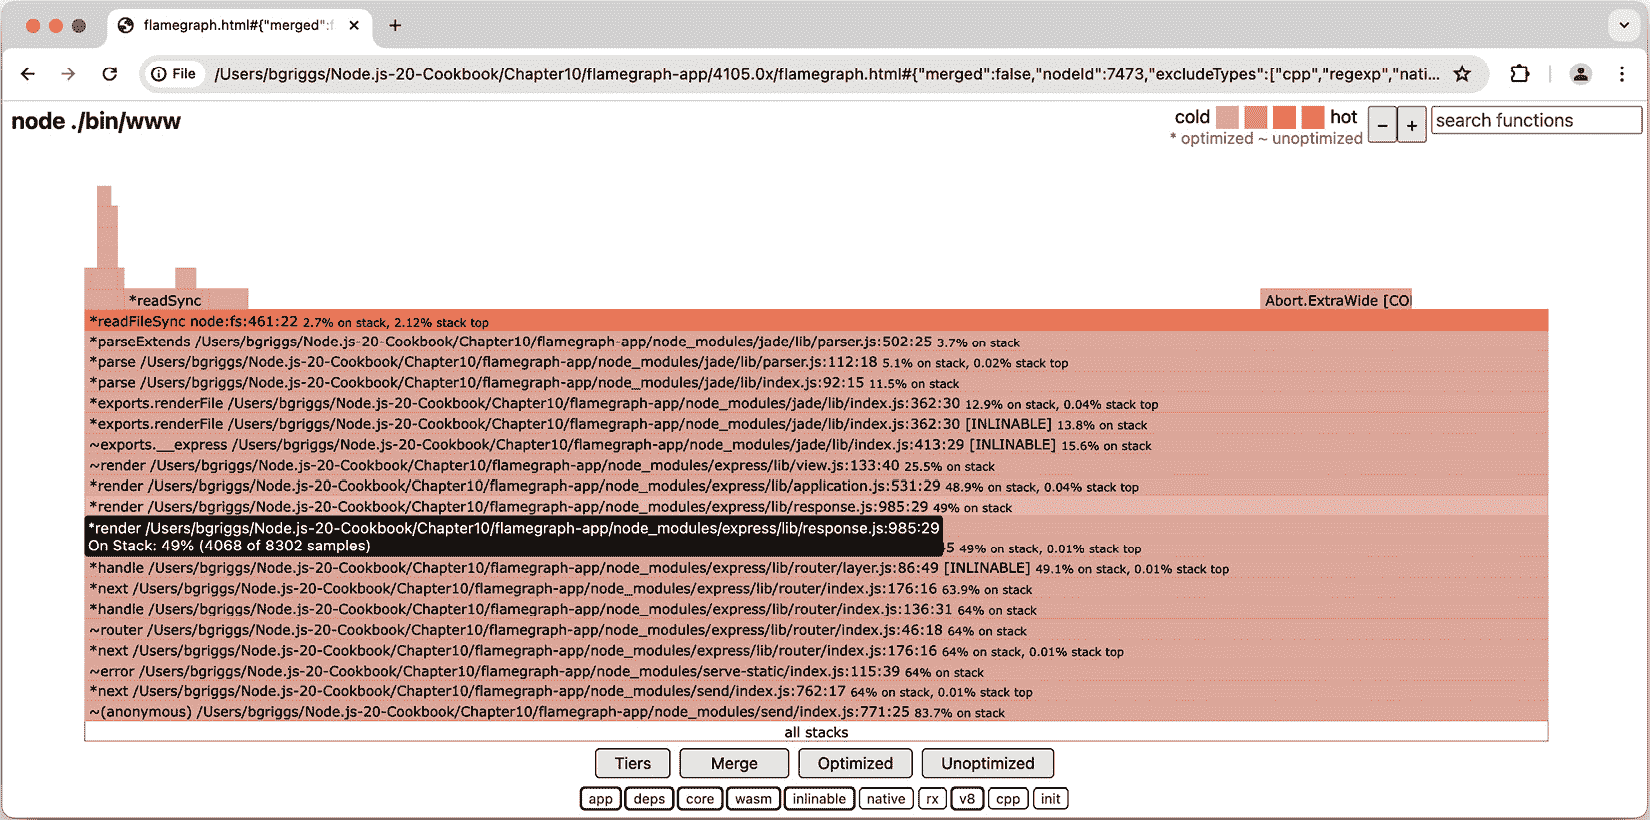 flamegraph.html#{"merged":f
File
/Users/bgriggs/Node.js-20-Cookbook/Chapter10/flamegraph-app/4105.0x/flamegraph.html#{"merged":false,"nodeId":7473,"excludeTypes":["cpp","regexp","nati...
node ./bin/www
cold hot
* optimized ~ unoptimized
− +
search functions
*readSync
Abort.ExtraWide [CO
*readFileSync node:fs:461:22 2.7% on stack, 2.12% stack top
*parseExtends /Users/bgriggs/Node.js-20-Cookbook/Chapter10/flamegraph-app/node_modules/jade/lib/parser.js:502:25 3.7% on stack
*parse /Users/bgriggs/Node.js-20-Cookbook/Chapter10/flamegraph-app/node_modules/jade/lib/parser.js:112:18 5.1% on stack, 0.02% stack top
*parse /Users/bgriggs/Node.js-20-Cookbook/Chapter10/flamegraph-app/node_modules/jade/lib/index.js:92:15 11.5% on stack
*exports.renderFile /Users/bgriggs/Node.js-20-Cookbook/Chapter10/flamegraph-app/node_modules/jade/lib/index.js:362:30 12.9% on stack, 0.04% stack top
*exports.renderFile /Users/bgriggs/Node.js-20-Cookbook/Chapter10/flamegraph-app/node_modules/jade/lib/index.js:362:30 [INLINABLE] 13.8% on stack
~exports.__express /Users/bgriggs/Node.js-20-Cookbook/Chapter10/flamegraph-app/node_modules/jade/lib/index.js:413:29 [INLINABLE] 15.6% on stack
~render /Users/bgriggs/Node.js-20-Cookbook/Chapter10/flamegraph-app/node_modules/express/lib/view.js:133:40 25.5% on stack
*render /Users/bgriggs/Node.js-20-Cookbook/Chapter10/flamegraph-app/node_modules/express/lib/application.js:531:29 48.9% on stack, 0.04% stack top
*render /Users/bgriggs/Node.js-20-Cookbook/Chapter10/flamegraph-app/node_modules/express/lib/response.js:985:29 49% on stack
*render /Users/bgriggs/Node.js-20-Cookbook/Chapter10/flamegraph-app/node_modules/express/lib/response.js:985:29
On Stack: 49% (4068 of 8302 samples)
5 49% on stack, 0.01% stack top
*handle /Users/bgriggs/Node.js-20-Cookbook/Chapter10/flamegraph-app/node_modules/express/lib/router/layer.js:86:49 [INLINABLE] 49.1% on stack, 0.01% stack top
*next /Users/bgriggs/Node.js-20-Cookbook/Chapter10/flamegraph-app/node_modules/express/lib/router/index.js:176:16 63.9% on stack
*handle /Users/bgriggs/Node.js-20-Cookbook/Chapter10/flamegraph-app/node_modules/express/lib/router/index.js:136:31 64% on stack
~router /Users/bgriggs/Node.js-20-Cookbook/Chapter10/flamegraph-app/node_modules/express/lib/router/index.js:46:18 64% on stack
*next /Users/bgriggs/Node.js-20-Cookbook/Chapter10/flamegraph-app/node_modules/express/lib/router/index.js:176:16 64% on stack, 0.01% stack top
~error /Users/bgriggs/Node.js-20-Cookbook/Chapter10/flamegraph-app/node_modules/serve-static/index.js:115:39 64% on stack
*next /Users/bgriggs/Node.js-20-Cookbook/Chapter10/flamegraph-app/node_modules/send/index.js:762:17 64% on stack, 0.01% stack top
~(anonymous) /Users/bgriggs/Node.js-20-Cookbook/Chapter10/flamegraph-app/node_modules/send/index.js:771:25 83.7% on stack
all stacks
Tiers Merge Optimized Unoptimized
app deps core wasm inlinable native rx v8 cpp init